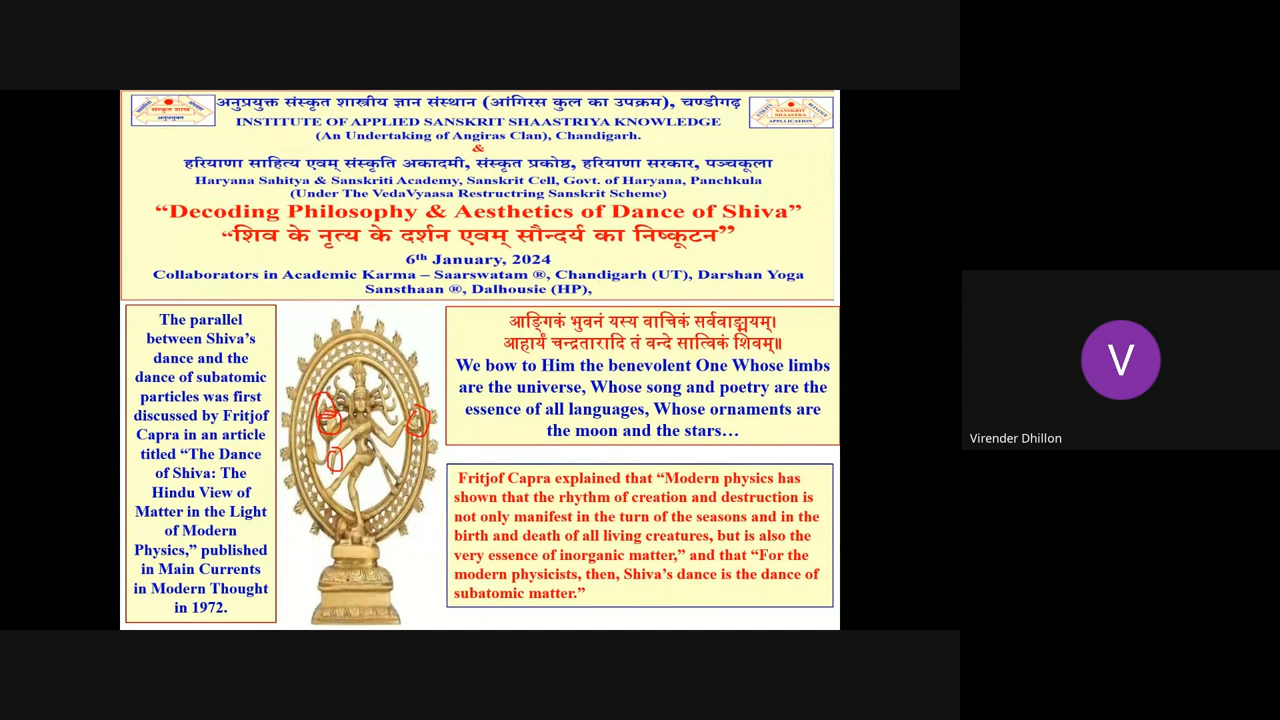 संस्कृत शास्त्र
अनुप्रयुक्त
अनुप्रयुक्त संस्कृत शास्त्रीय ज्ञान संस्थान (आंगिरस कुल का उपक्रम), चण्डीगढ़
SANSKRIT
SHAASTRA
APPLICATION
INSTITUTE OF APPLIED SANSKRIT SHAASTRIYA KNOWLEDGE
(An Undertaking of Angiras Clan), Chandigarh.
&
हरियाणा साहित्य एवम् संस्कृति अकादमी, संस्कृत प्रकोष्ठ, हरियाणा सरकार, पञ्चकूला
Haryana Sahitya & Sanskriti Academy, Sanskrit Cell, Govt. of Haryana, Panchkula
(Under The VedaVyaasa Restructring Sanskrit Scheme)
“Decoding Philosophy & Aesthetics of Dance of Shiva”
“शिव के नृत्य के दर्शन एवम् सौन्दर्य का निष्कूटन”
6th January, 2024
Collaborators in Academic Karma – Saarswatam ®, Chandigarh (UT), Darshan Yoga
Sansthaan ®, Dalhousie (HP),
The parallel
between Shiva’s
dance and the
dance of subatomic
particles was first
discussed by Fritjof
Capra in an article
titled “The Dance
of Shiva: The
Hindu View of
Matter in the Light
of Modern
Physics,” published
in Main Currents
in Modern Thought
in 1972.
आङ्गिकं भुवनं यस्य वाचिकं सर्ववाङ्मयम्।
आहार्यं चन्द्रतारादि तं वन्दे सात्विकं शिवम्॥
We bow to Him the benevolent One Whose limbs
are the universe, Whose song and poetry are the
essence of all languages, Whose ornaments are
the moon and the stars…
Fritjof Capra explained that “Modern physics has
shown that the rhythm of creation and destruction is
not only manifest in the turn of the seasons and in the
birth and death of all living creatures, but is also the
very essence of inorganic matter,” and that “For the
modern physicists, then, Shiva’s dance is the dance of
subatomic matter.”
V
Virender Dhillon